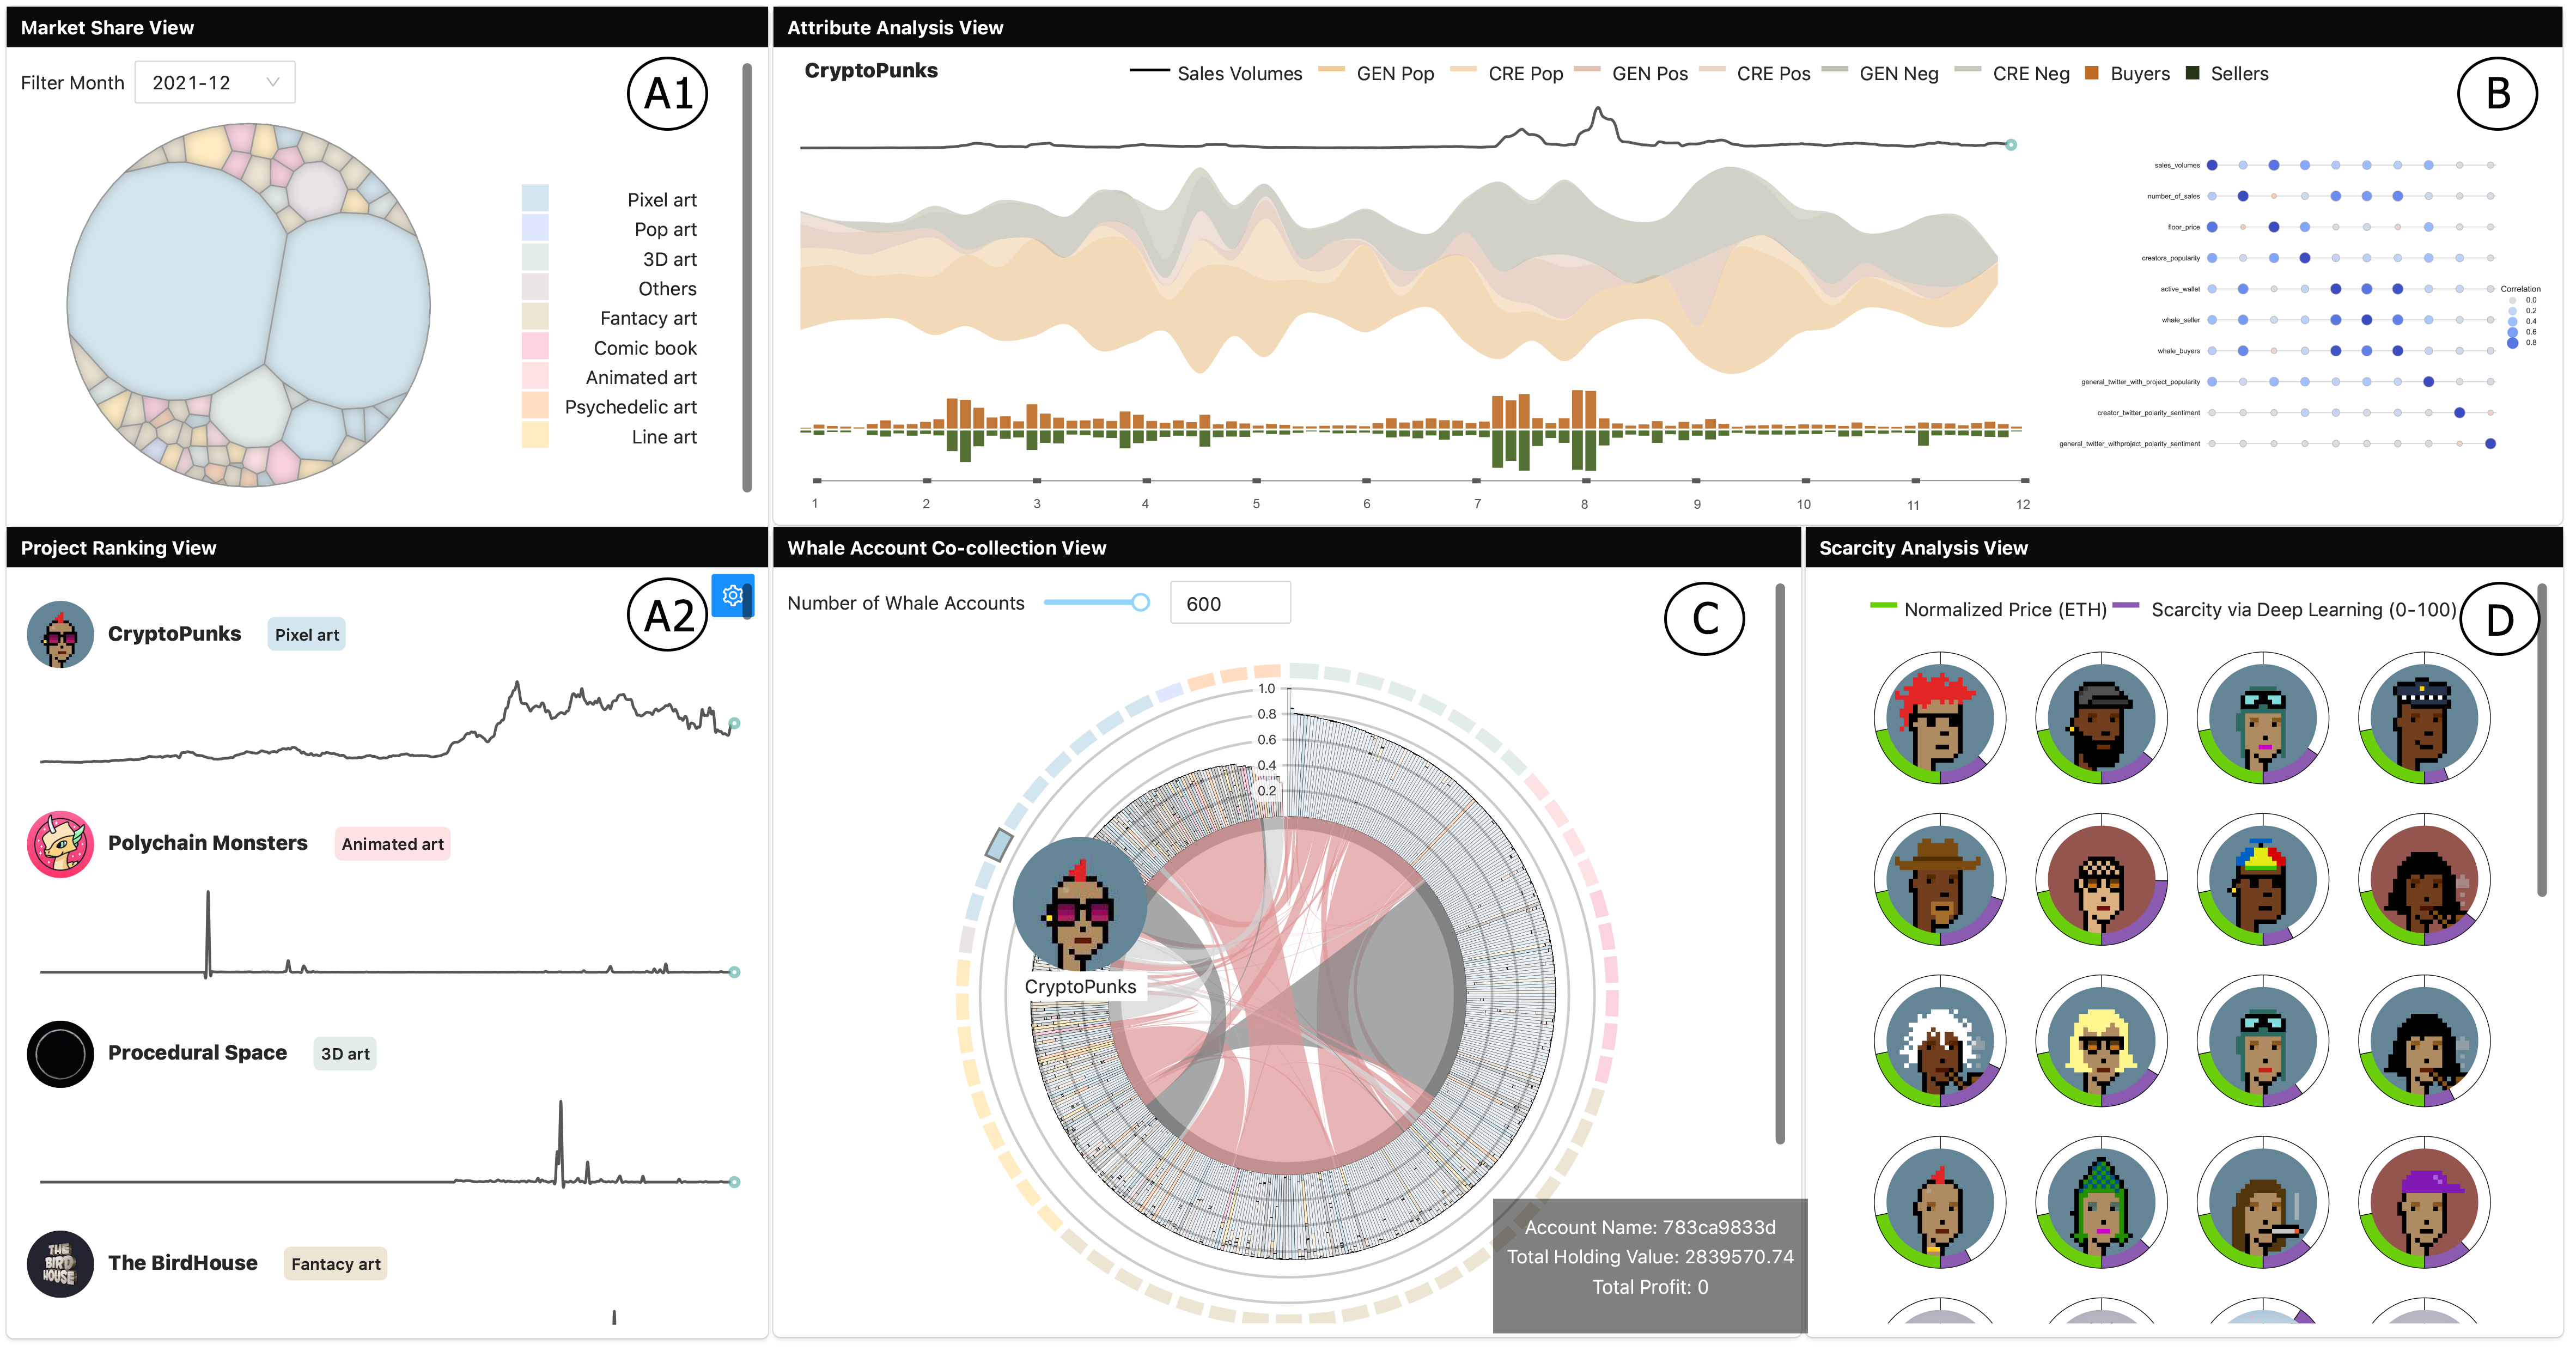 Market Share View
Filter Month 2021-12
A1
Pixel art
Pop art
3D art
Others
Fantacy art
Comic book
Animated art
Psychedelic art
Line art
Attribute Analysis View
CryptoPunks
Sales Volumes GEN Pop CRE Pop GEN Pos CRE Pos GEN Neg CRE Neg Buyers Sellers
B
1 2 3 4 5 6 7 8 9 10 11 12
sales_volumes
number_of_sales
floor_price
creators_popularity
active_wallet
whale_seller
whale_buyers
general_twitter_with_project_popularity
creator_twitter_polarity_sentiment
general_twitter_withproject_polarity_sentiment
Correlation
0.0
0.2
0.4
0.6
0.8
Project Ranking View
A2
CryptoPunks Pixel art
Polychain Monsters Animated art
Procedural Space 3D art
THE BIRD HOUSE
The BirdHouse Fantacy art
Whale Account Co-collection View
Number of Whale Accounts 600
C
1.0
0.8
0.6
0.4
0.2
CryptoPunks
Account Name: 783ca9833d
Total Holding Value: 2839570.74
Total Profit: 0
Scarcity Analysis View
Normalized Price (ETH) Scarcity via Deep Learning (0-100)
D